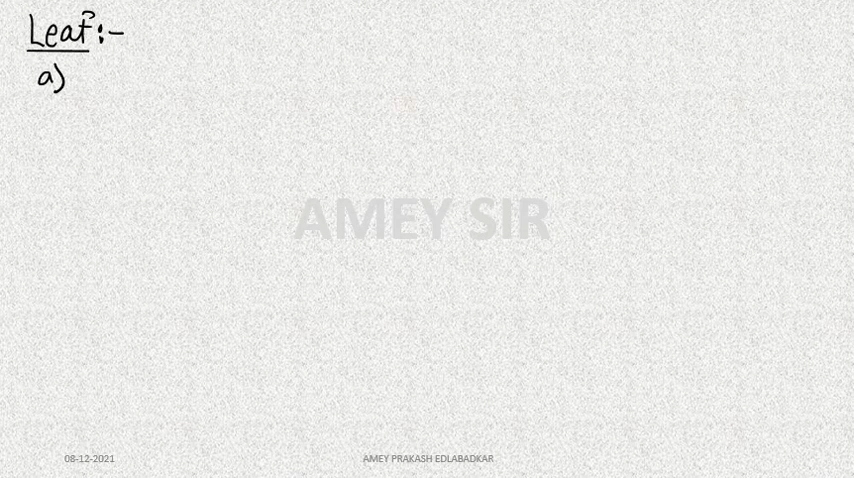 Leaf:-
a)
AMEY SIR
08-12-2021
AMEY PRAKASH EDLABADKAR